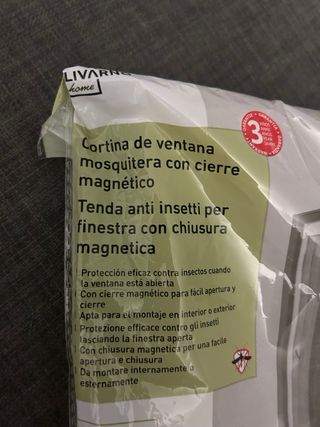 LIVARNO
home
3
Cortina de ventana
mosquitera con cierre
magnético
Tenda anti insetti per
finestra con chiusura
magnetica
Protección eficaz contra insectos cuando
la ventana está abierta
Con cierre magnético para fácil apertura y
cierre
Apta para el montaje en interior o exterior
Protezione efficace contro gli insetti
lasciando la finestra aperta
Con chiusura magnetica per una facile
apertura e chiusura
Da montare internamente o
esternamente